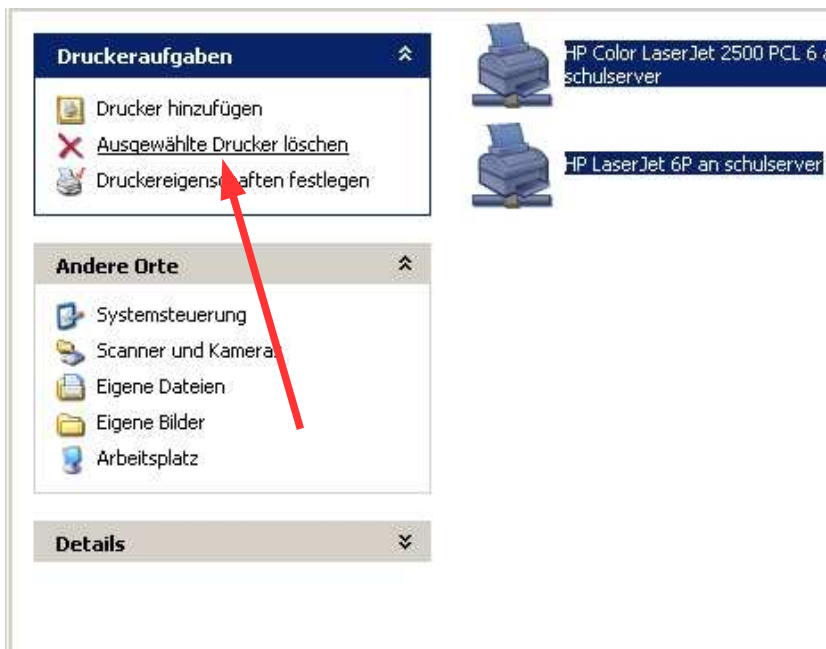 Druckeraufgaben
Drucker hinzufügen
Ausgewählte Drucker löschen
Druckereigenschaften festlegen
Andere Orte
Systemsteuerung
Scanner und Kameras
Eigene Dateien
Eigene Bilder
Arbeitsplatz
Details
HP Color LaserJet 2500 PCL 6 a
schulserver
HP LaserJet 6P an schulserver